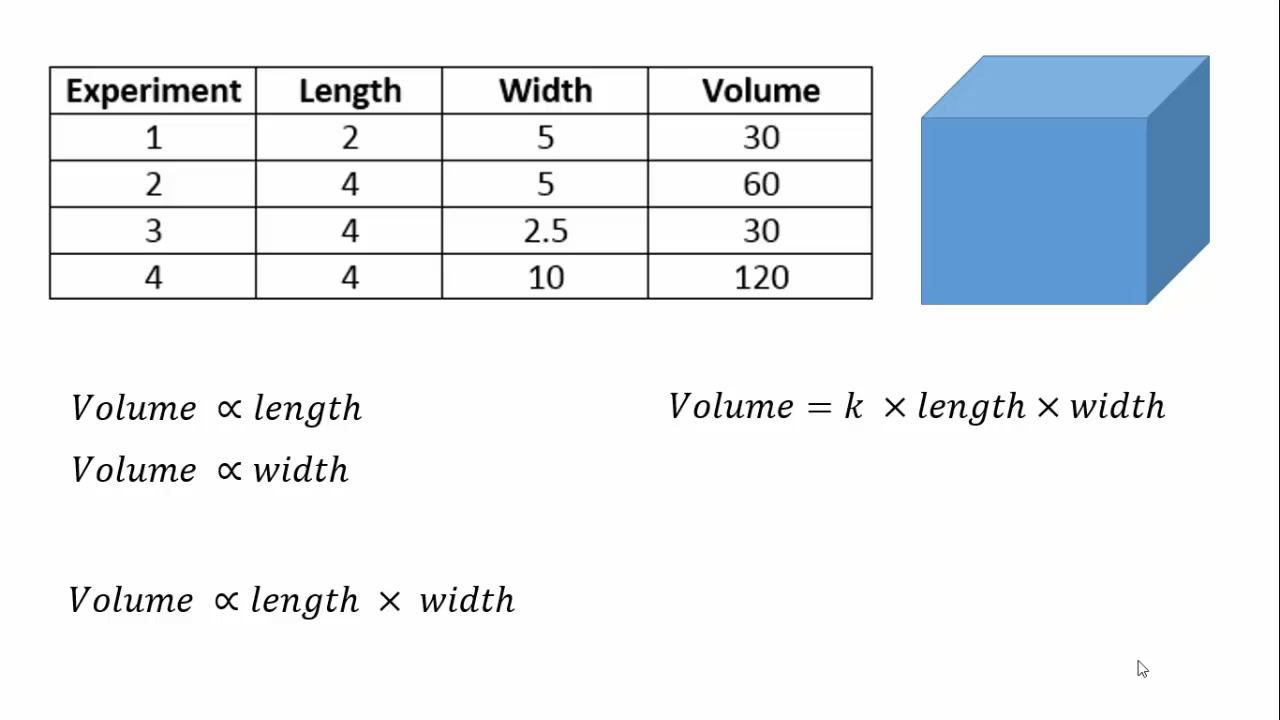 Experiment Length Width Volume
1 2 5 30
2 4 5 60
3 4 2.5 30
4 4 10 120
Volume ∝ length
Volume = k × length × width
Volume ∝ width
Volume ∝ length × width